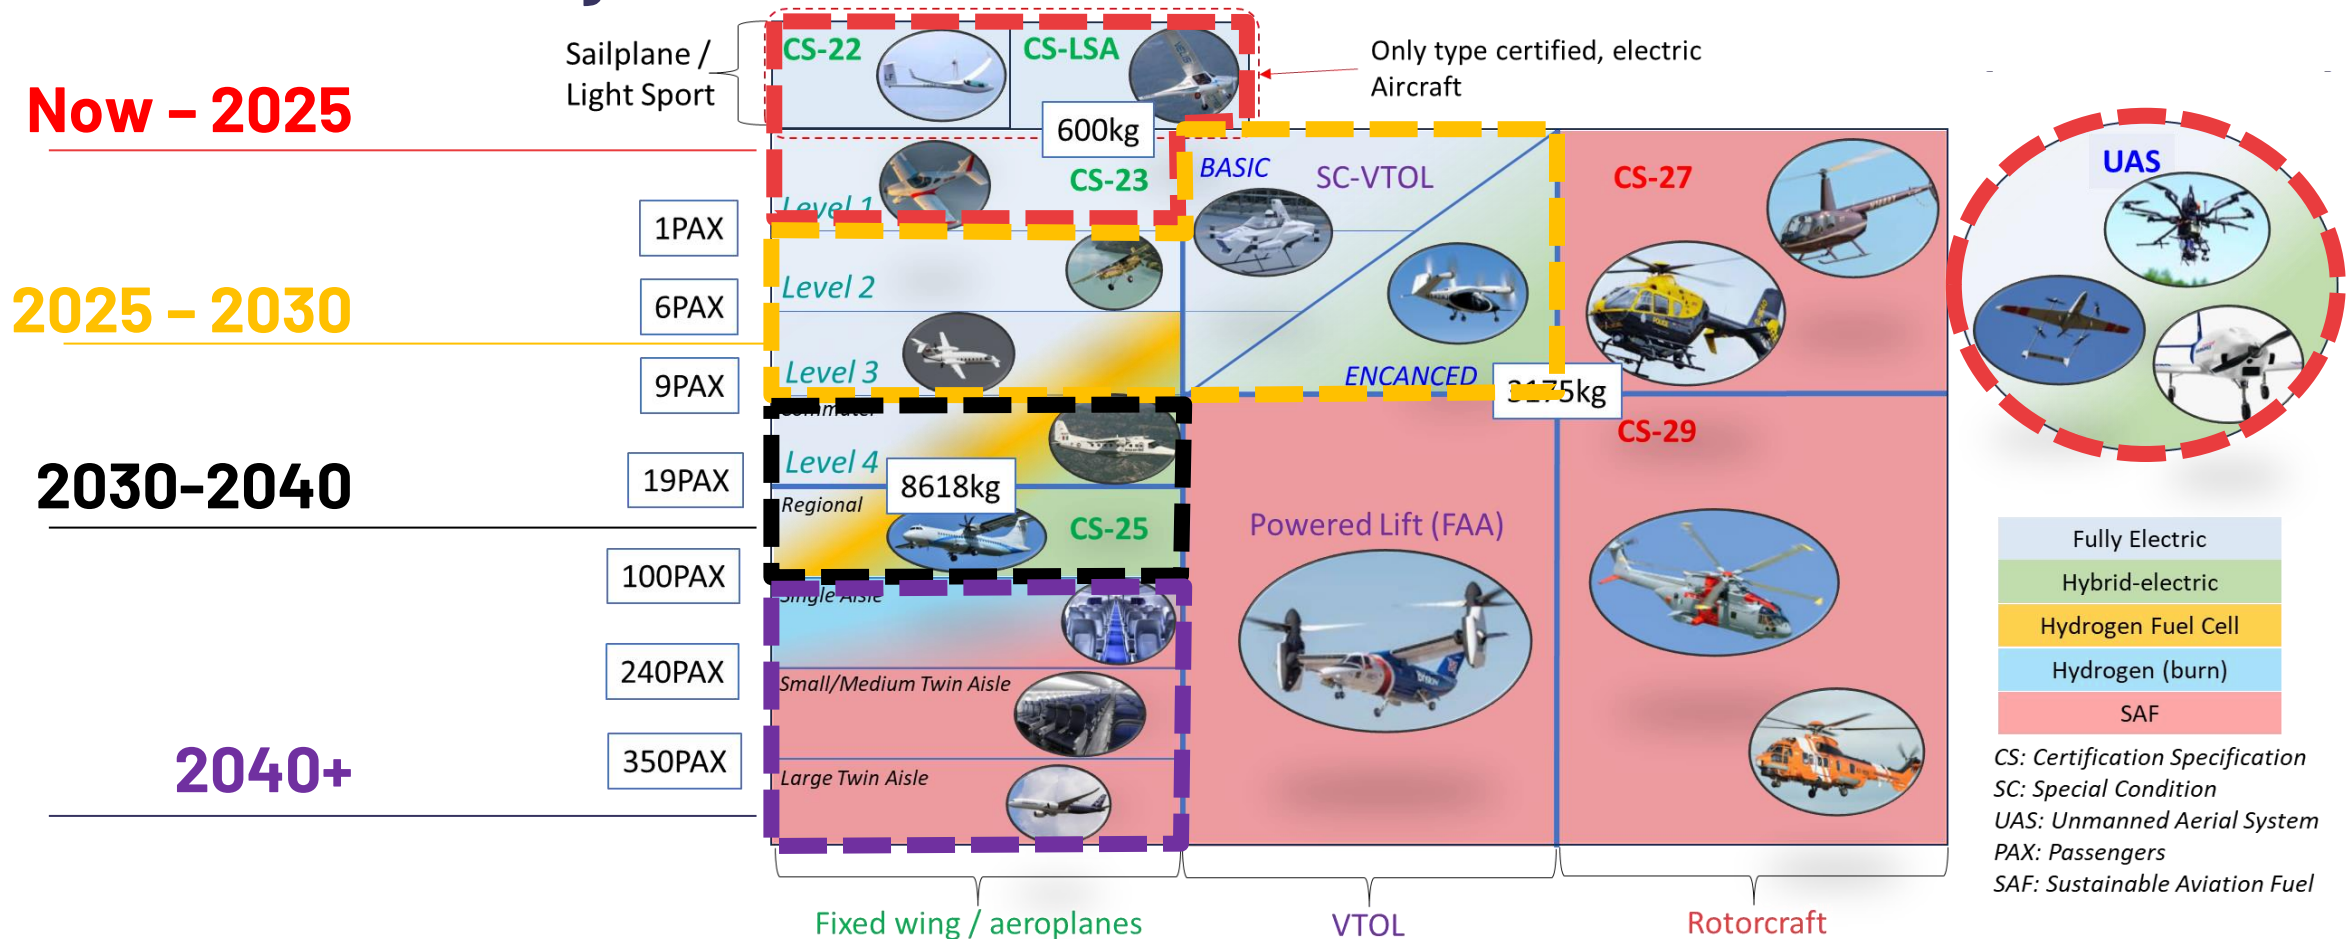 Sailplane /
Light Sport
CS-22
CS-LSA
Only type certified, electric
Aircraft
Now – 2025
600kg
CS-23
Level 1
BASIC
SC-VTOL
CS-27
UAS
1PAX
Level 2
2025 – 2030
6PAX
Level 3
9PAX
ENCANCED
3175kg
Commuter
CS-29
2030-2040
Level 4
19PAX
8618kg
Regional
CS-25
Powered Lift (FAA)
100PAX
Single Aisle
240PAX
Small/Medium Twin Aisle
2040+
350PAX
Large Twin Aisle
Fully Electric
Hybrid-electric
Hydrogen Fuel Cell
Hydrogen (burn)
SAF
CS: Certification Specification
SC: Special Condition
UAS: Unmanned Aerial System
PAX: Passengers
SAF: Sustainable Aviation Fuel
Fixed wing / aeroplanes
VTOL
Rotorcraft